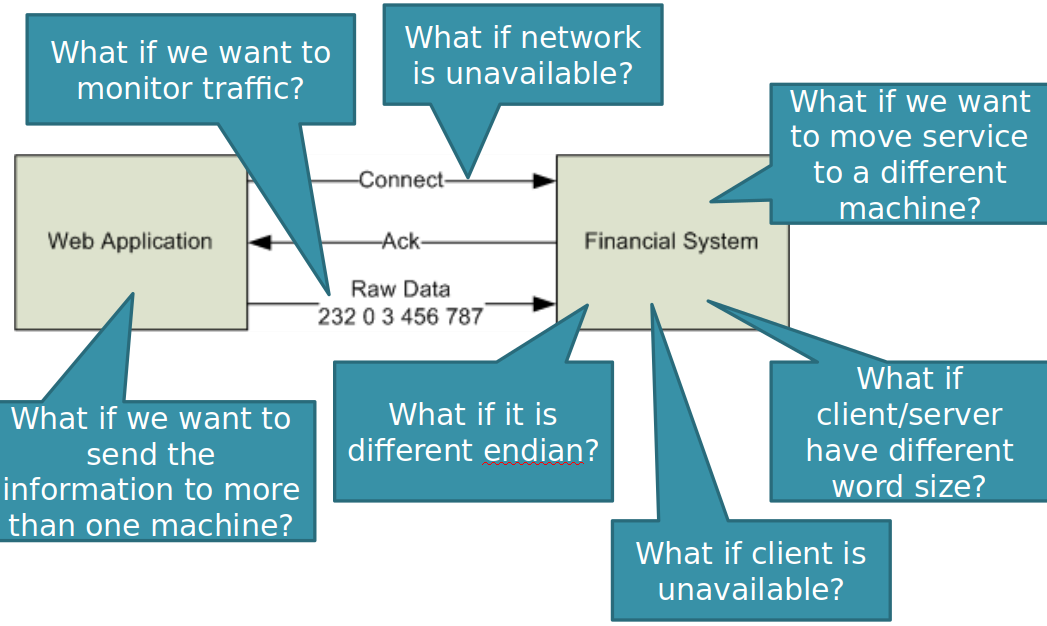 What if we want to
monitor traffic?
What if network
is unavailable?
What if we want
to move service
to a different
machine?
Connect
Web Application
Ack
Financial System
Raw Data
232 0 3 456 787
What if we want to
send the
information to more
than one machine?
What if it is
different endian?
What if
client/server
have different
word size?
What if client is
unavailable?